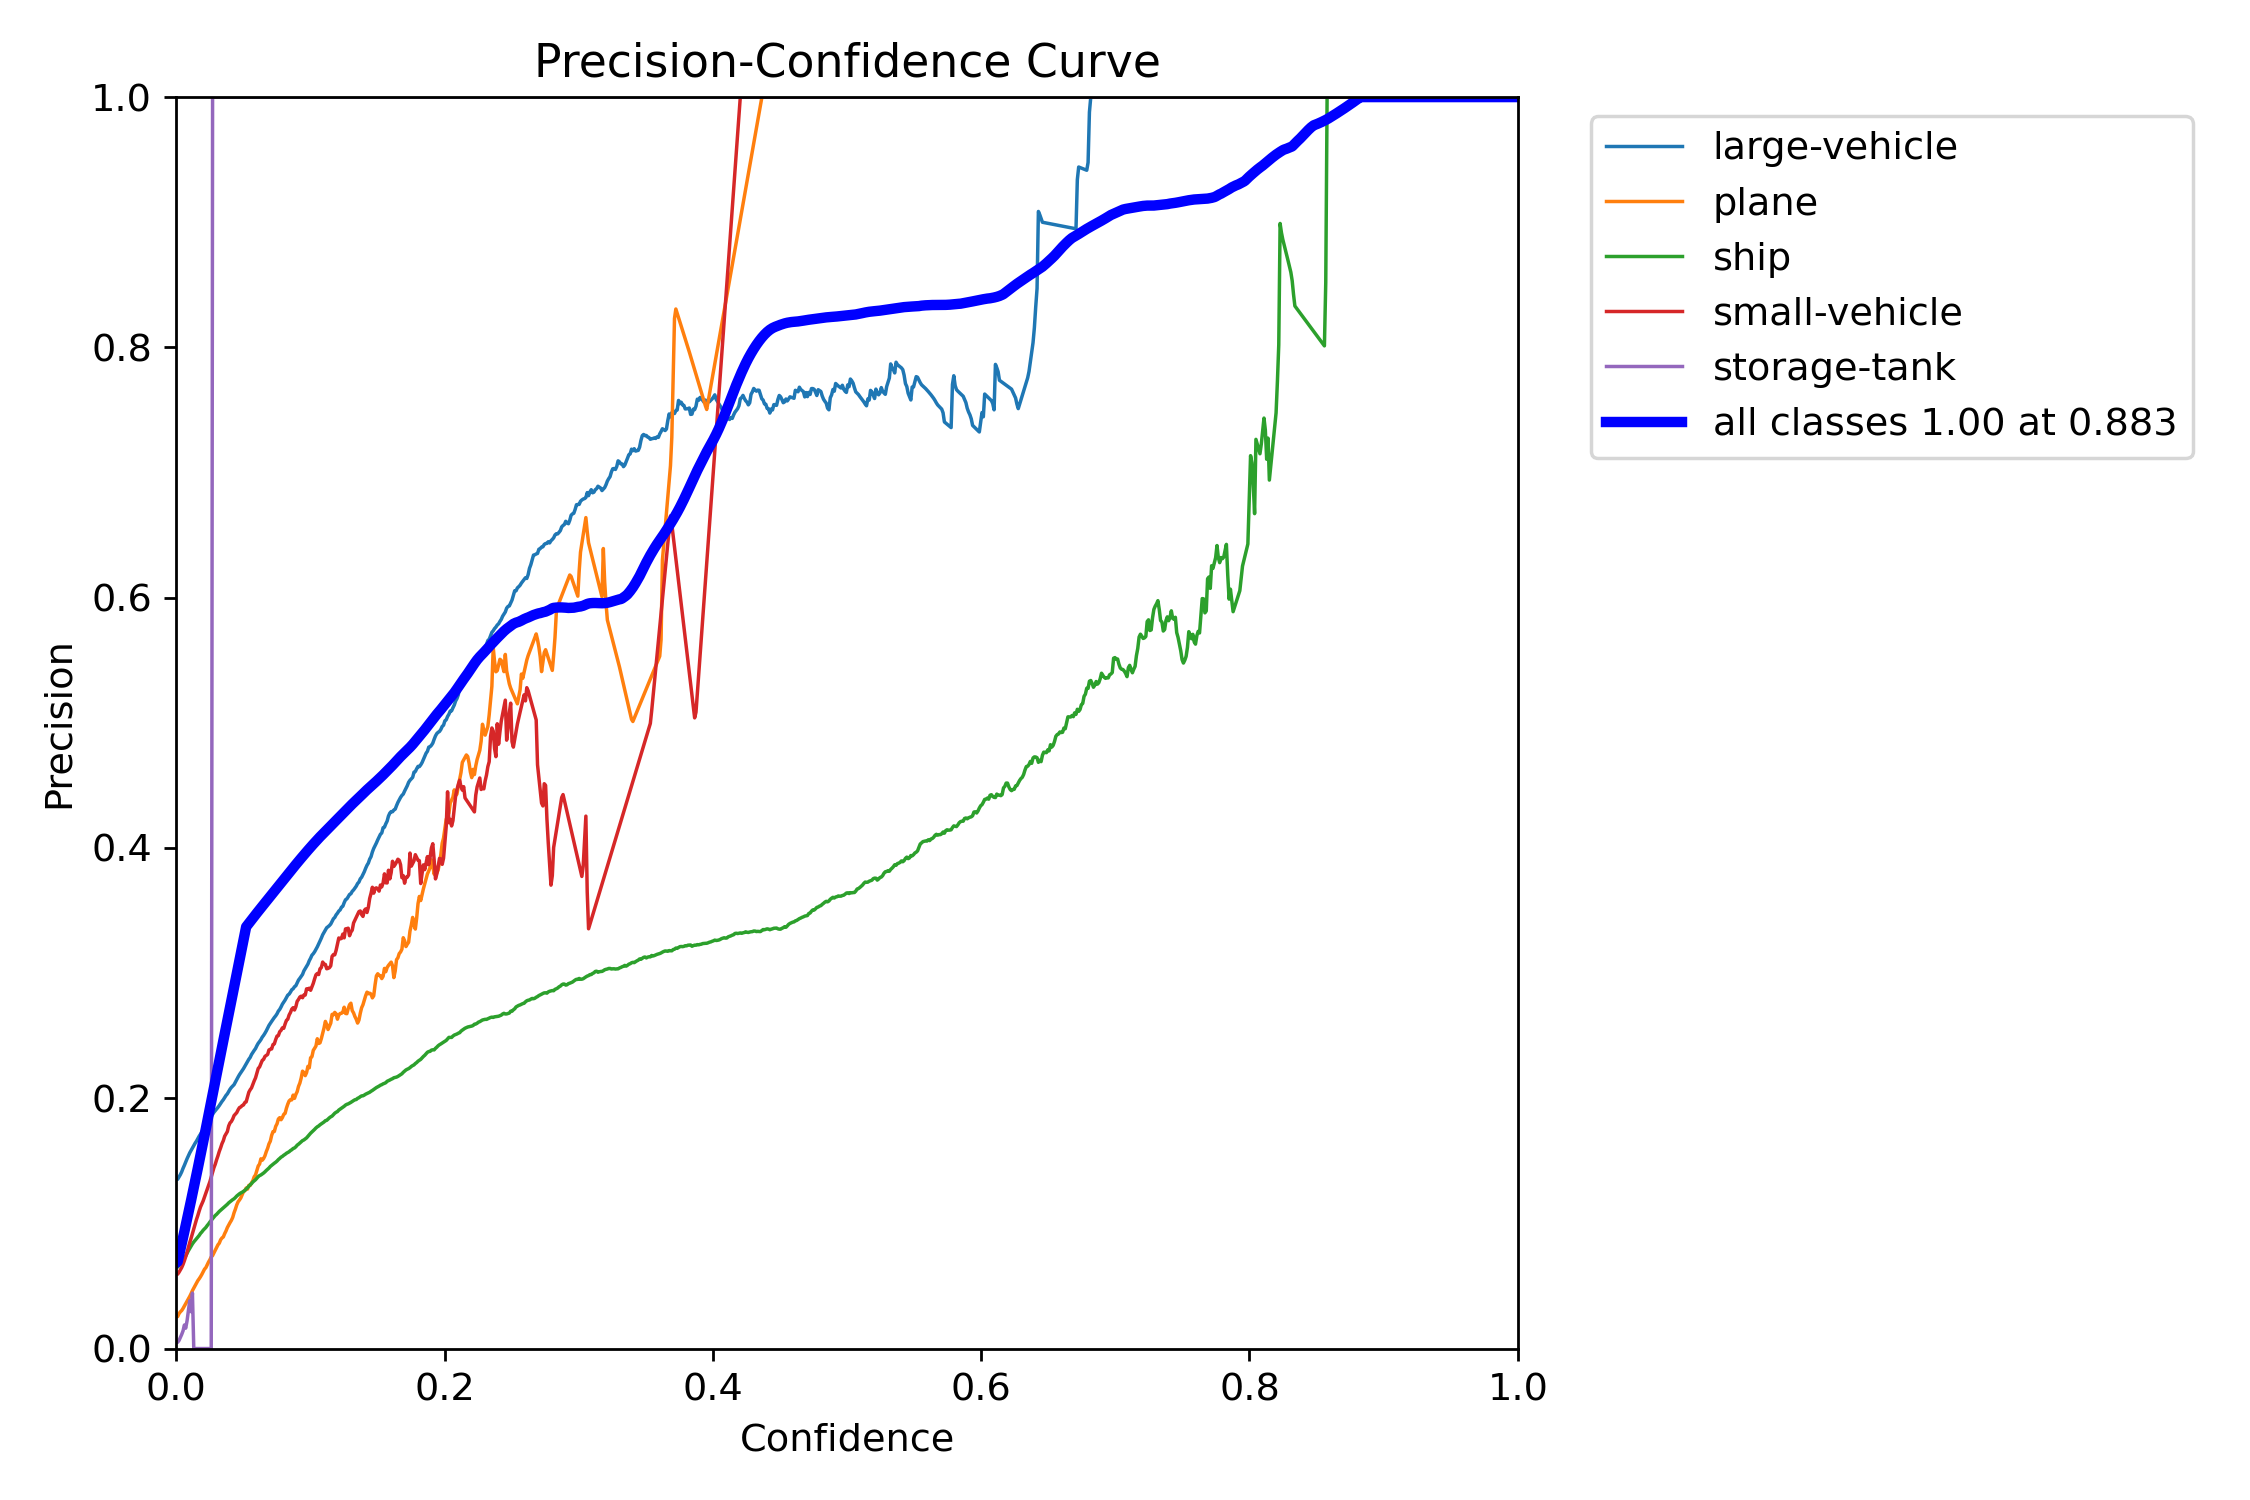 Precision-Confidence Curve
1.0
0.8
0.6
0.4
0.2
0.0
Precision
0.0
0.2
0.4
0.6
0.8
1.0
Confidence
large-vehicle
plane
ship
small-vehicle
storage-tank
all classes 1.00 at 0.883